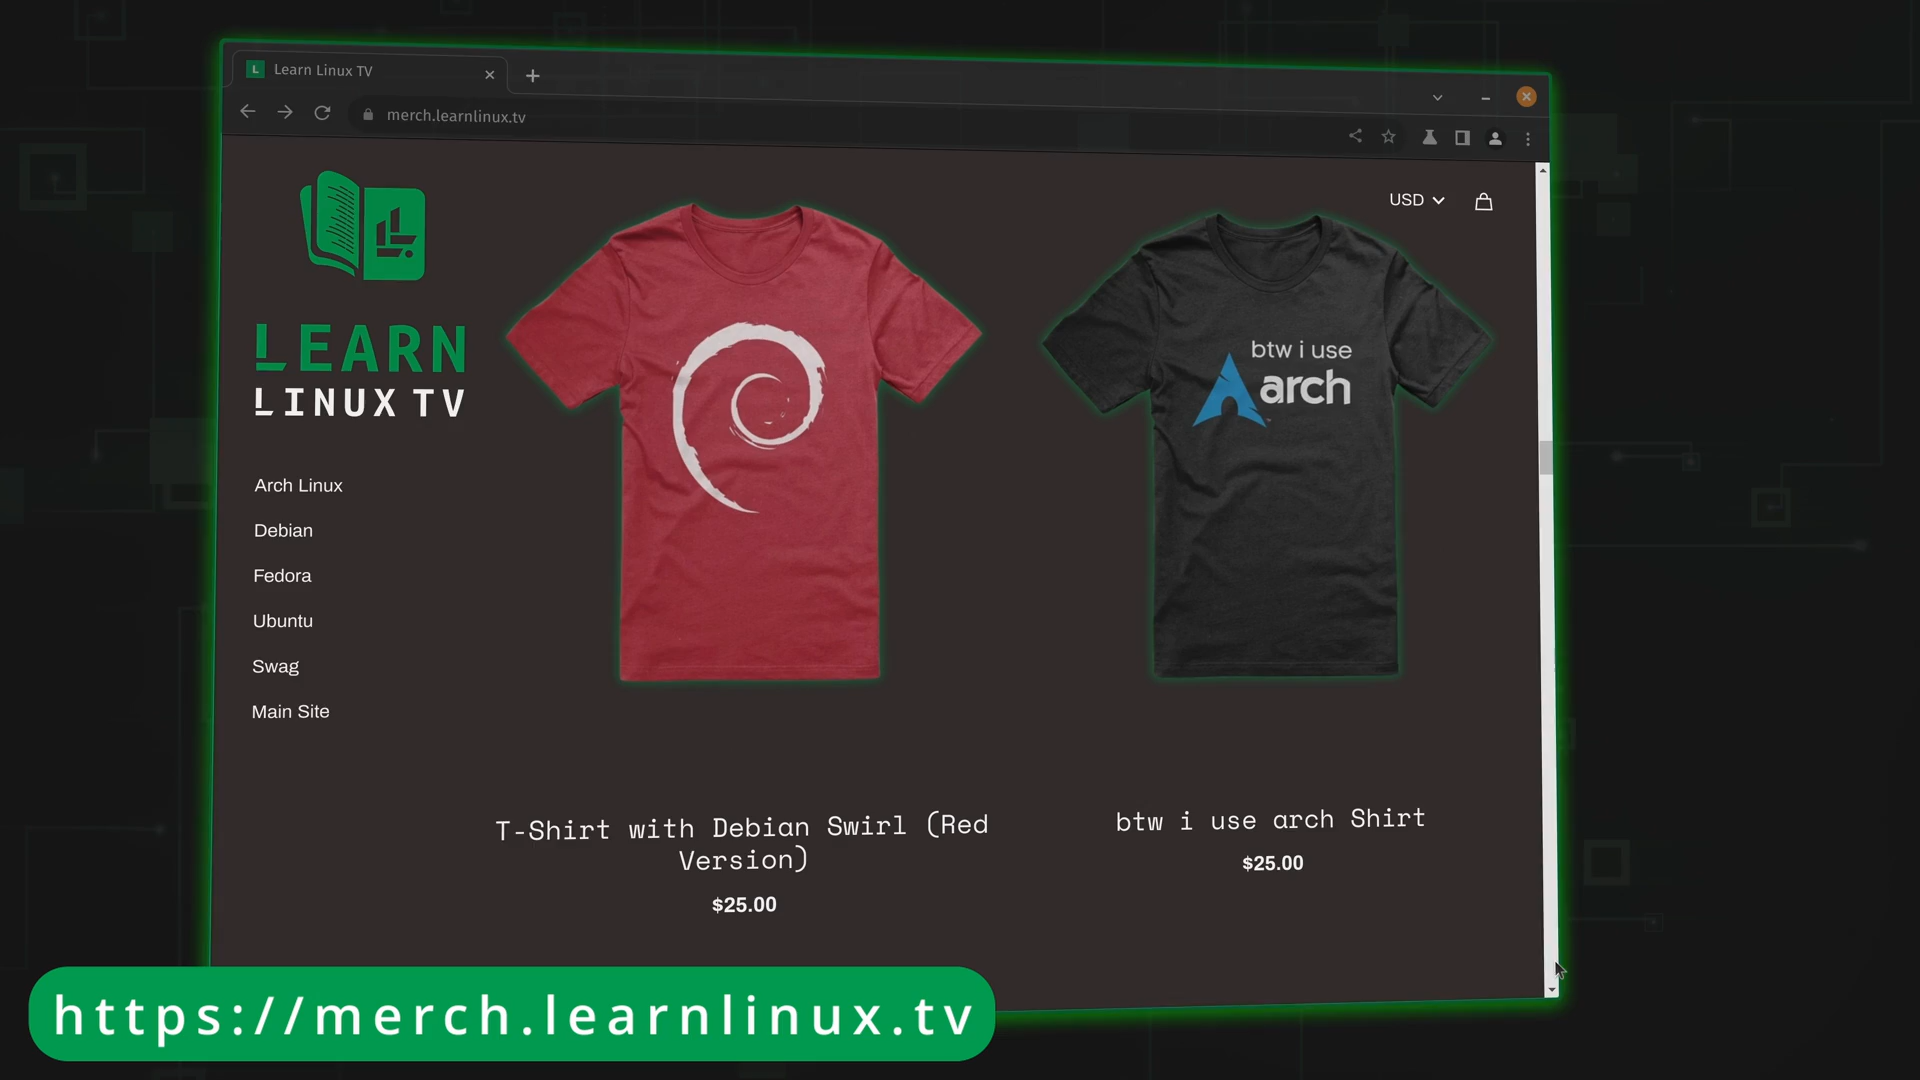 L Learn Linux TV
merch.learnlinux.tv
USD
LEARN
LINUX TV
btw i use
arch
Arch Linux
Debian
Fedora
Ubuntu
Swag
Main Site
T-Shirt with Debian Swirl (Red
Version)
$25.00
btw i use arch Shirt
$25.00
https://merch.learnlinux.tv